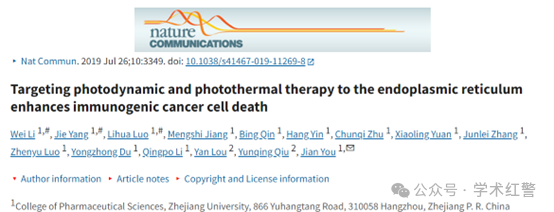 nature
COMMUNICATIONS
▸ Nat Commun. 2019 Jul 26;10:3349. doi: 10.1038/s41467-019-11269-8
Targeting photodynamic and photothermal therapy to the endoplasmic reticulum
enhances immunogenic cancer cell death
Wei Li 1,#, Jie Yang 1,#, Lihua Luo 1,#, Mengshi Jiang 1, Bing Qin 1, Hang Yin 1, Chunqi Zhu 1, Xiaoling Yuan 1, Junlei Zhang 1,
Zhenyu Luo 1, Yongzhong Du 1, Qingpo Li 1, Yan Lou 2, Yunqing Qiu 2, Jian You 1,✉
▸ Author information ▸ Article notes ▸ Copyright and License information
1College of Pharmaceutical Sciences, Zhejiang University, 866 Yuhangtang Road, 310058 Hangzhou, Zhejiang P. R. China
公众号 · 学术红警